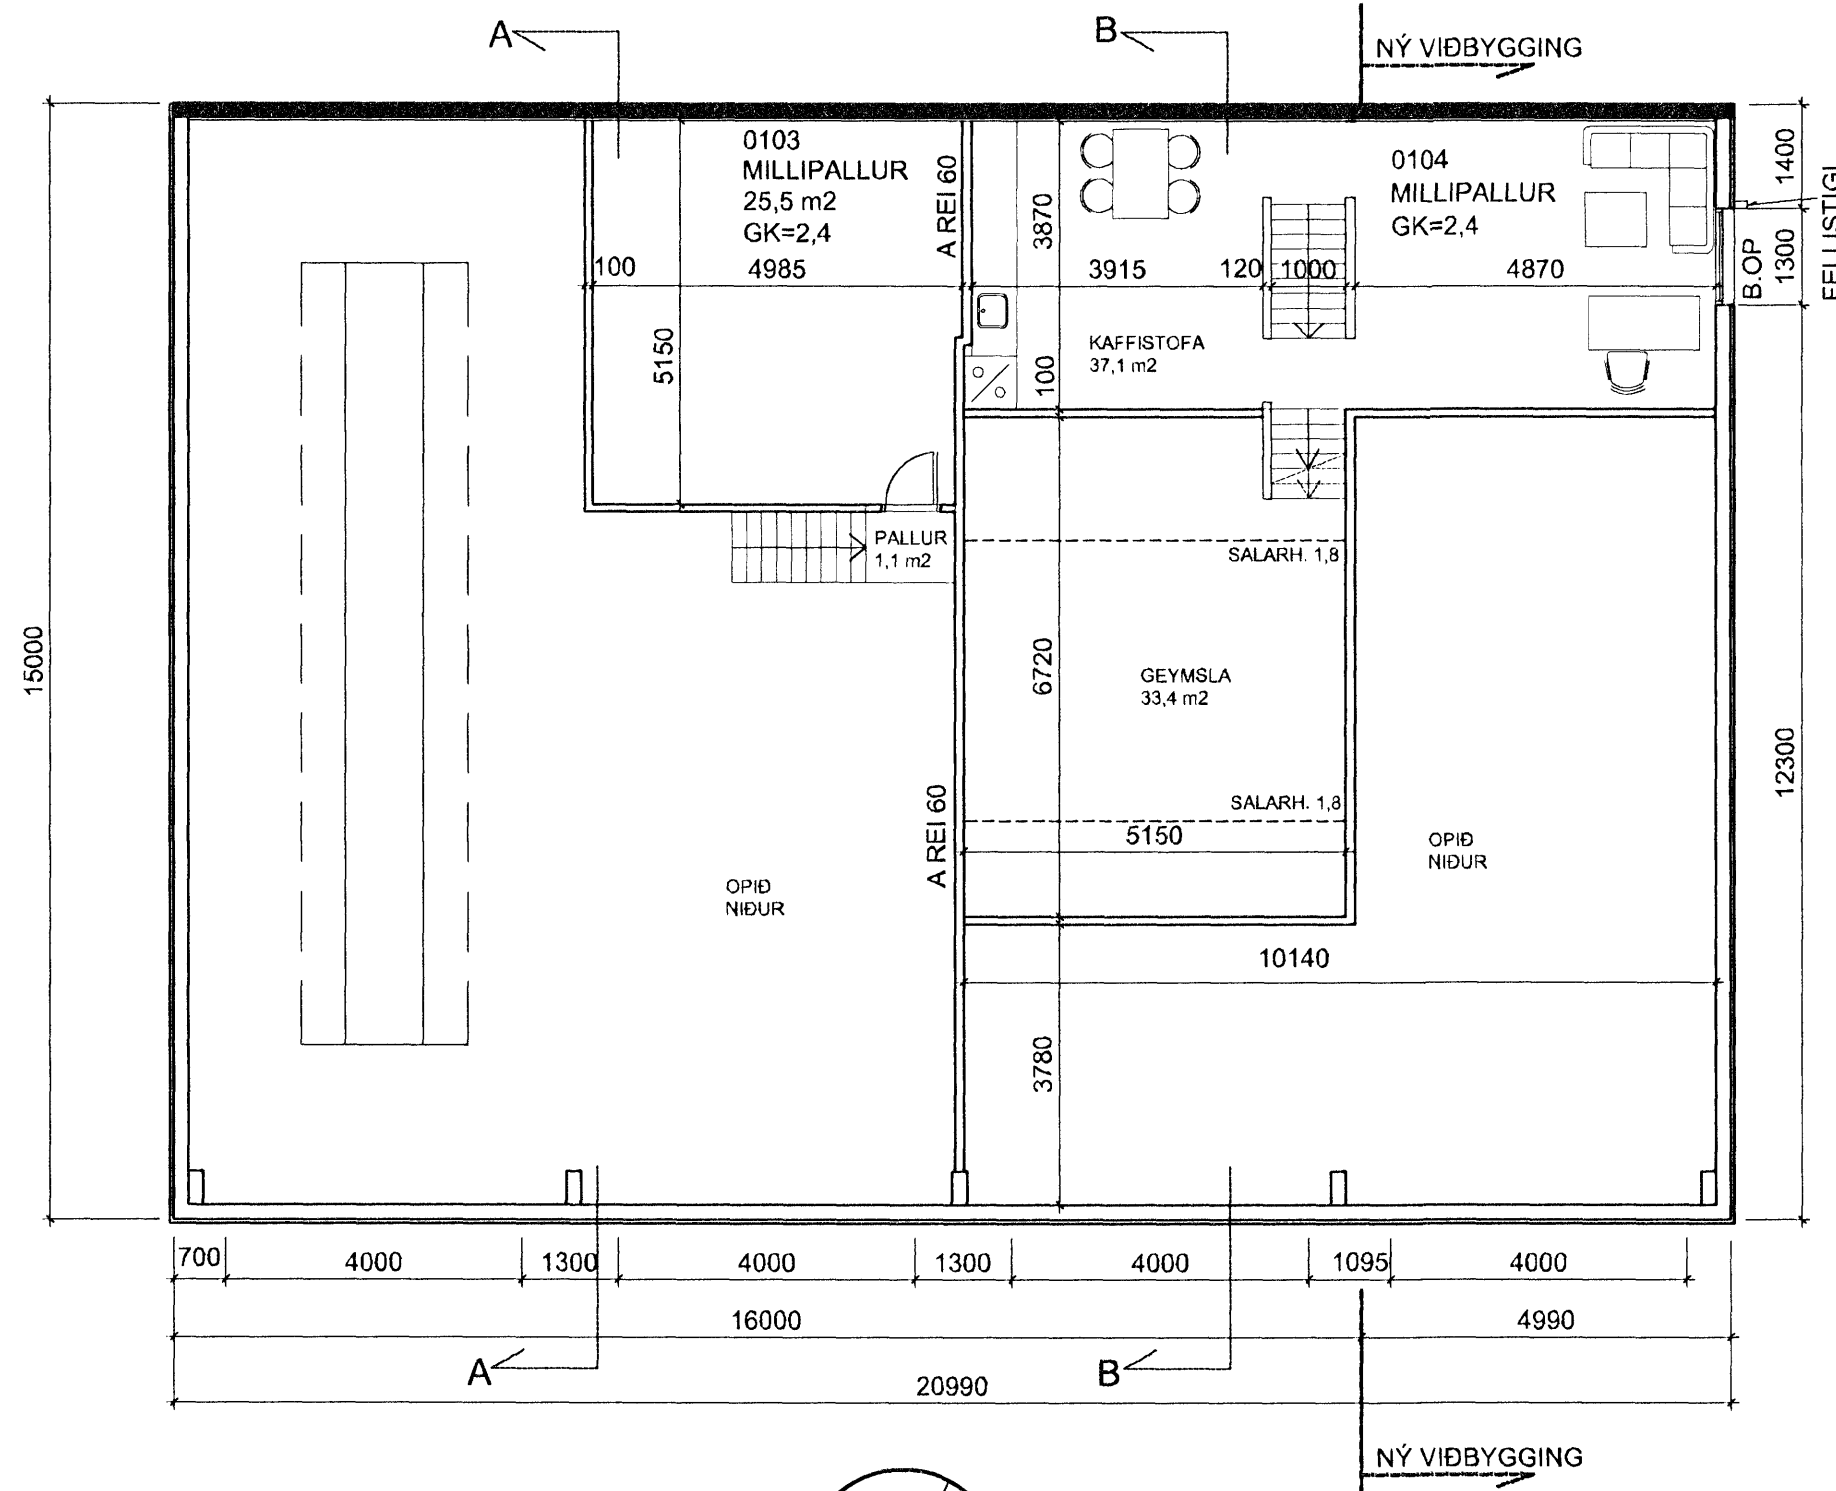 A
B
NÝ VIÐBYGGING
0103
MILLIPALLUR
25,5 m2
GK=2,4
A REI 60
3870
0104
MILLIPALLUR
GK=2,4
1400
1300
B.OP
FELLISTIGI
100
4985
3915
120
1000
4870
5150
KAFFISTOFA
37,1 m2
100
PALLUR
1,1 m2
SALARH. 1,8
15000
6720
GEYMSLA
33,4 m2
12300
SALARH. 1,8
5150
A REI 60
OPIÐ
NIÐUR
OPIÐ
NIÐUR
10140
3780
700
4000
1300
4000
1300
4000
1095
4000
16000
4990
A
B
20990
NÝ VIÐBYGGING